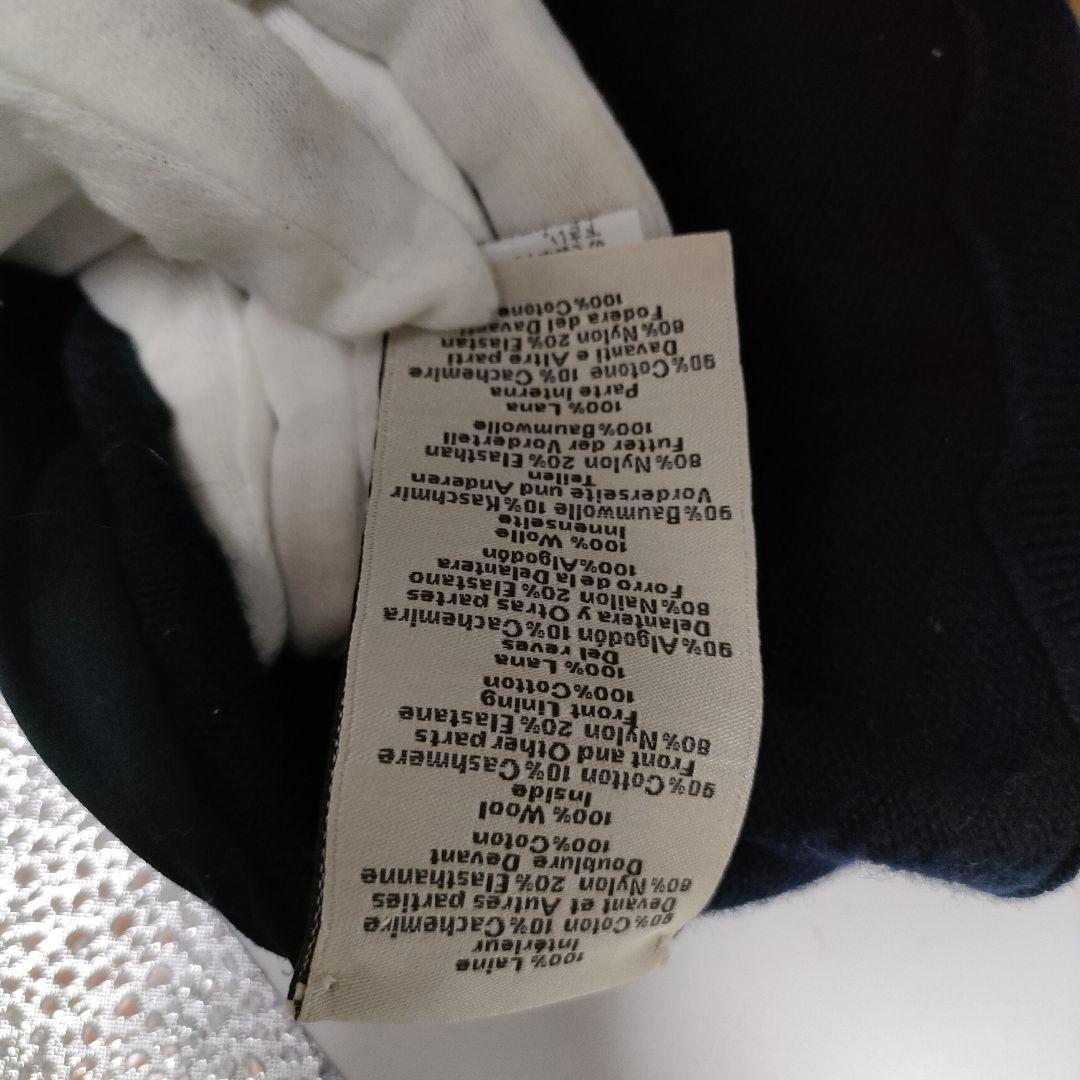 100% Laine
Intérieur
90% Coton 10% Cachemire
Devant et Autres parties
80% Nylon 20% Elasthanne
Doublure Devant
100% Coton
100% Wool
Inside
90% Cotton 10% Cashmere
Front and Other parts
80% Nylon 20% Elastane
Front Lining
100% Cotton
100% Lana
Del reves
90% Algodón 10% Cachemira
Delantera y Otras partes
80% Nailon 20% Elastano
Forro de la Delantera
100% Algodón
100% Wolle
Innenseite
90% Baumwolle 10% Kaschmir
Vorderseite und Anderen
Teilen
80% Nylon 20% Elasthan
Futter der Vorderteil
100% Baumwolle
100% Lana
Parte Interna
90% Cotone 10% Cachemire
Davanti e Altre parti
80% Nylon 20% Elastan
Fodera del Davanti
100% Cotone